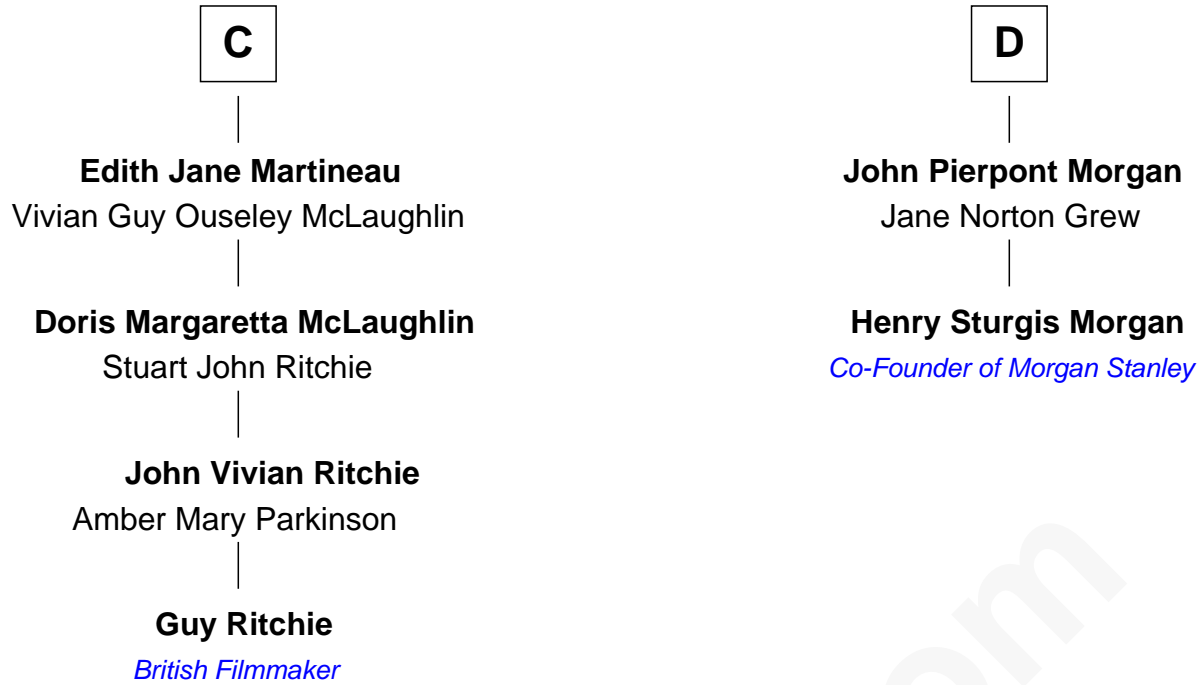 C
Edith Jane Martineau
Vivian Guy Ouseley McLaughlin
Doris Margaretta McLaughlin
Stuart John Ritchie
John Vivian Ritchie
Amber Mary Parkinson
Guy Ritchie
British Filmmaker
D
John Pierpont Morgan
Jane Norton Grew
Henry Sturgis Morgan
Co-Founder of Morgan Stanley
om